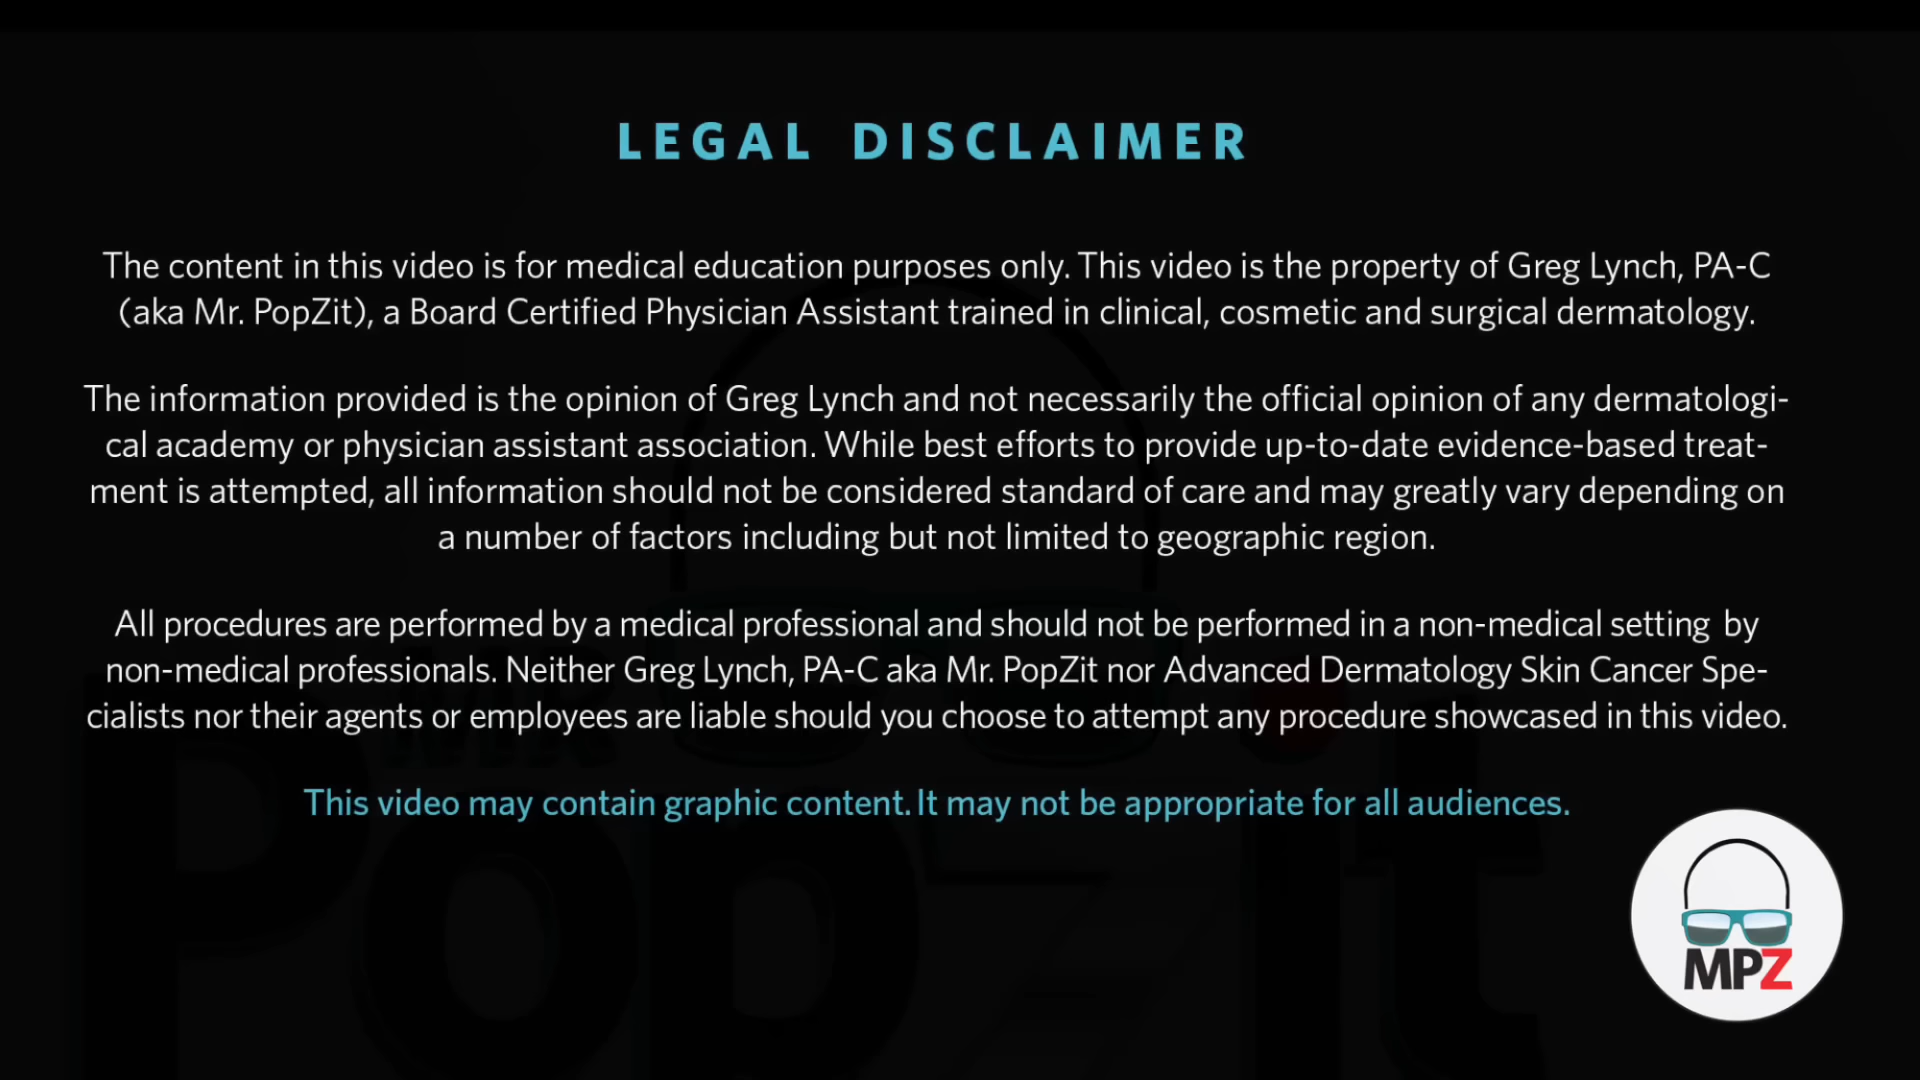 LEGAL DISCLAIMER
The content in this video is for medical education purposes only. This video is the property of Greg Lynch, PA-C
(aka Mr. PopZit), a Board Certified Physician Assistant trained in clinical, cosmetic and surgical dermatology.
The information provided is the opinion of Greg Lynch and not necessarily the official opinion of any dermatologi-
cal academy or physician assistant association. While best efforts to provide up-to-date evidence-based treat-
ment is attempted, all information should not be considered standard of care and may greatly vary depending on
a number of factors including but not limited to geographic region.
All procedures are performed by a medical professional and should not be performed in a non-medical setting by
non-medical professionals. Neither Greg Lynch, PA-C aka Mr. PopZit nor Advanced Dermatology Skin Cancer Spe-
cialists nor their agents or employees are liable should you choose to attempt any procedure showcased in this video.
This video may contain graphic content. It may not be appropriate for all audiences.
MPZ
MR
PopZit